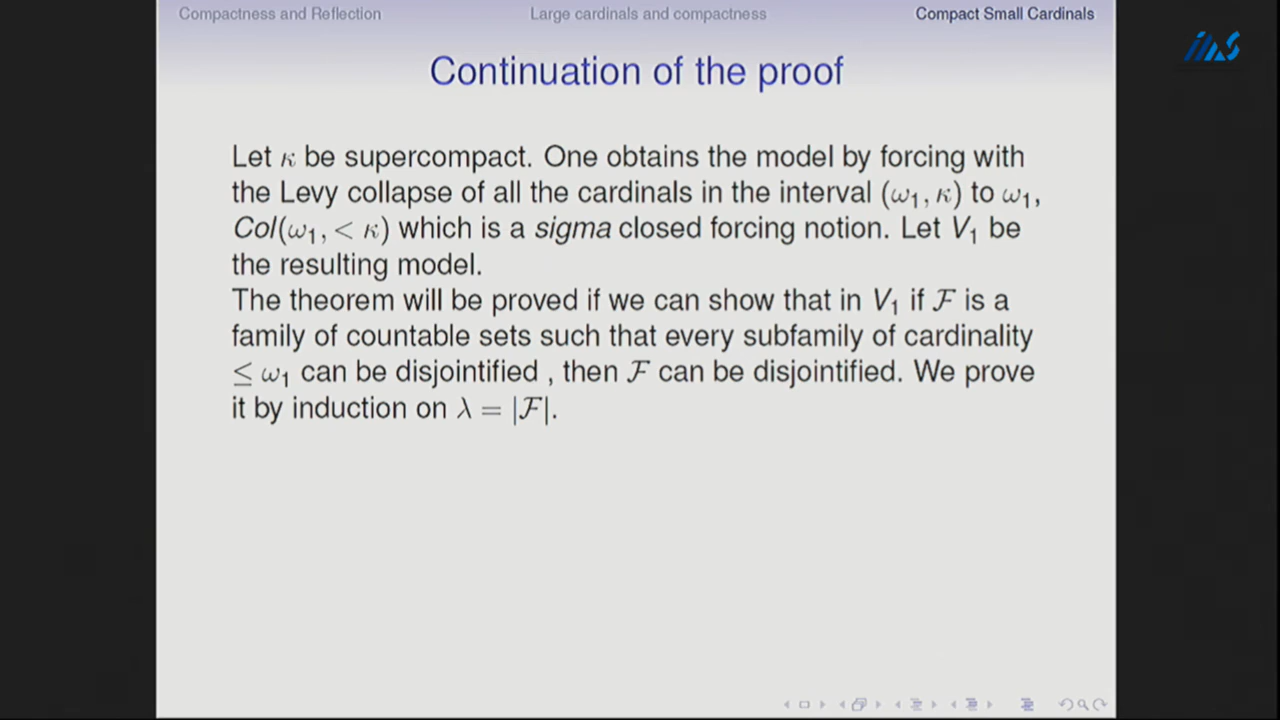 Compactness and Reflection Large cardinals and compactness Compact Small Cardinals
Continuation of the proof
Let κ be supercompact. One obtains the model by forcing with
the Levy collapse of all the cardinals in the interval (ω₁, κ) to ω₁,
Col(ω₁, < κ) which is a sigma closed forcing notion. Let V₁ be
the resulting model.
The theorem will be proved if we can show that in V₁ if ℱ is a
family of countable sets such that every subfamily of cardinality
≤ ω₁ can be disjointified , then ℱ can be disjointified. We prove
it by induction on λ = |ℱ|.